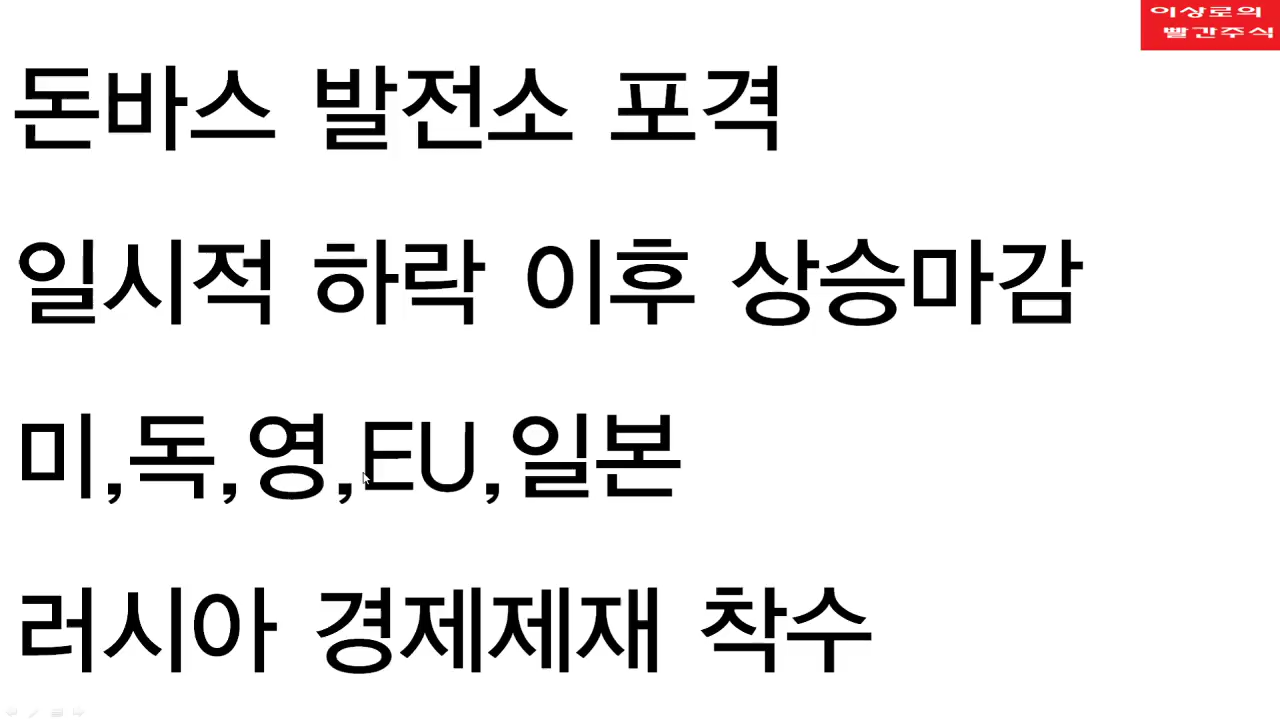 이상로의
빨간주식
돈바스 발전소 포격
일시적 하락 이후 상승마감
미,독,영,EU,일본
러시아 경제제재 착수